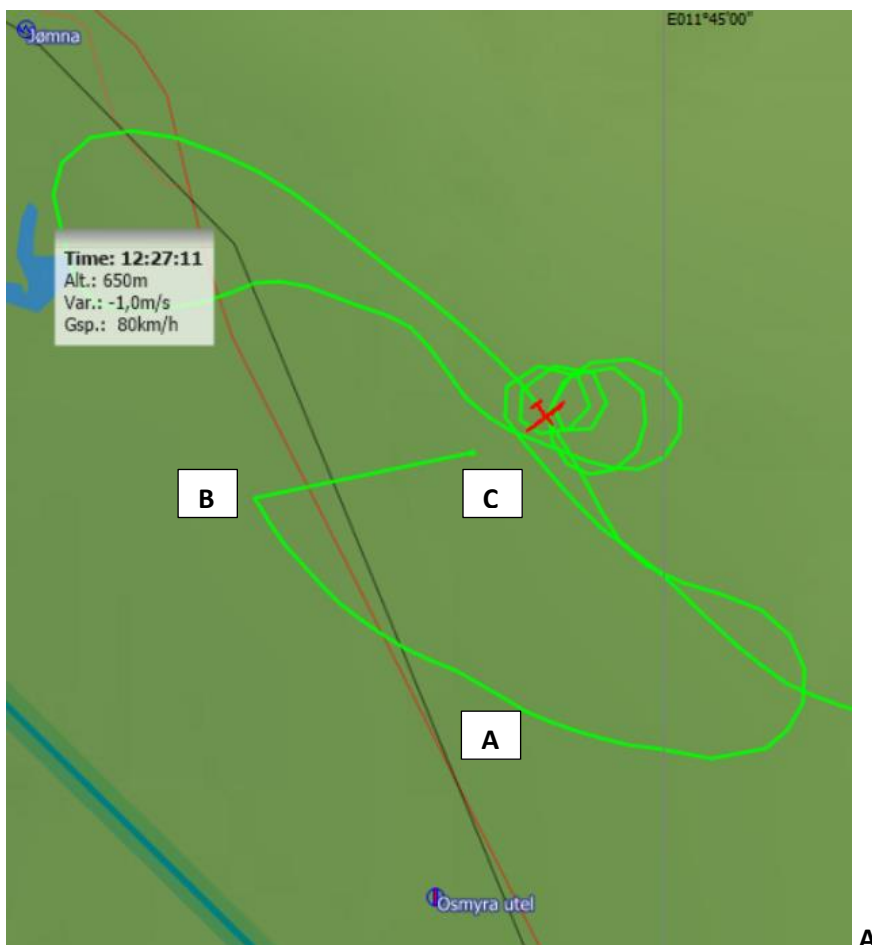 E011°45'00"
Jømna
Time: 12:27:11
Alt.: 650m
Var.: -1,0m/s
Gsp.: 80km/h
B
C
A
Osmyra utel
A